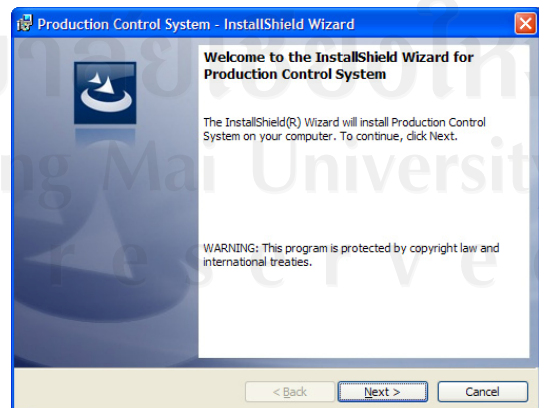 Production Control System - InstallShield Wizard
Welcome to the InstallShield Wizard for
Production Control System
The InstallShield(R) Wizard will install Production Control
System on your computer. To continue, click Next.
WARNING: This program is protected by copyright law and
international treaties.
< Back
Next >
Cancel
ng Mai University
r e s e r v e